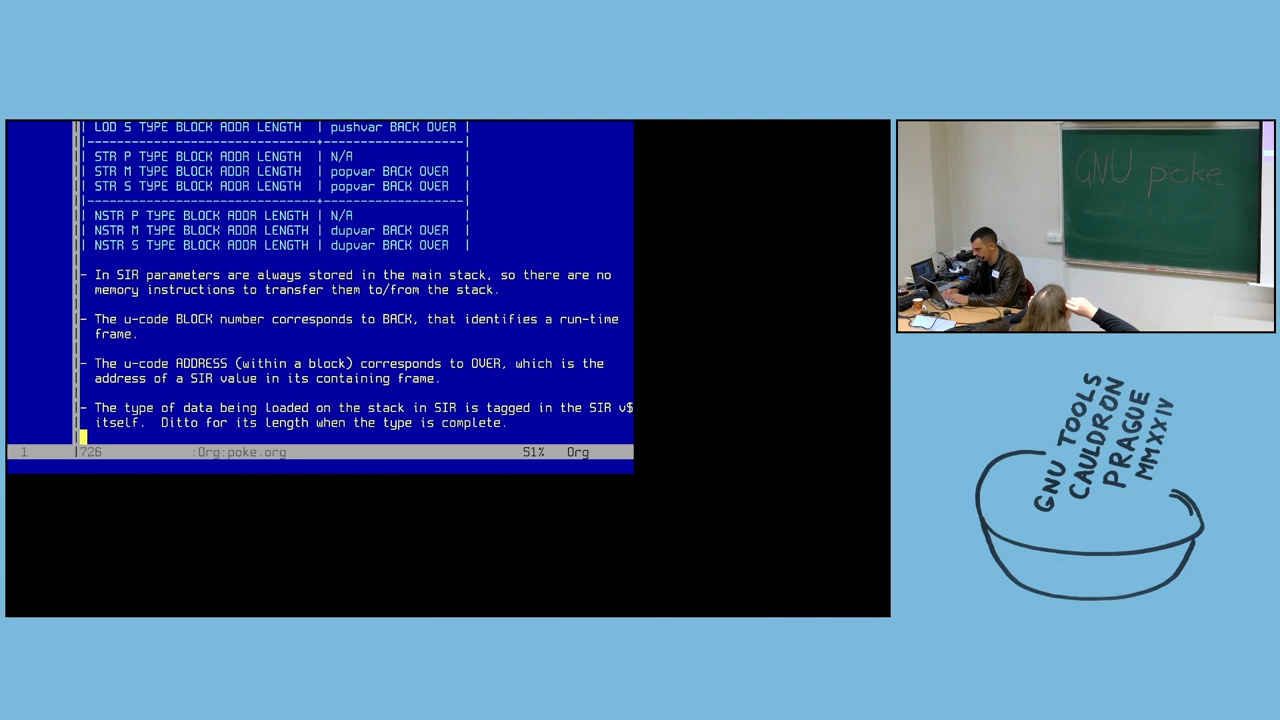 | LOD S TYPE BLOCK ADDR LENGTH | pushvar BACK OVER |
|-------------------------------+-------------------|
| STR P TYPE BLOCK ADDR LENGTH | N/A |
| STR M TYPE BLOCK ADDR LENGTH | popvar BACK OVER |
| STR S TYPE BLOCK ADDR LENGTH | popvar BACK OVER |
|-------------------------------+-------------------|
| NSTR P TYPE BLOCK ADDR LENGTH | N/A |
| NSTR M TYPE BLOCK ADDR LENGTH | dupvar BACK OVER |
| NSTR S TYPE BLOCK ADDR LENGTH | dupvar BACK OVER |
- In SIR parameters are always stored in the main stack, so there are no
memory instructions to transfer them to/from the stack.
- The u-code BLOCK number corresponds to BACK, that identifies a run-time
frame.
- The u-code ADDRESS (within a block) corresponds to OVER, which is the
address of a SIR value in its containing frame.
- The type of data being loaded on the stack in SIR is tagged in the SIR v$
itself.  Ditto for its length when the type is complete.
1 |726 :Org:poke.org 51% Org
GNU poke
GNU TOOLS
CAULDRON
PRAGUE
MMXXIV